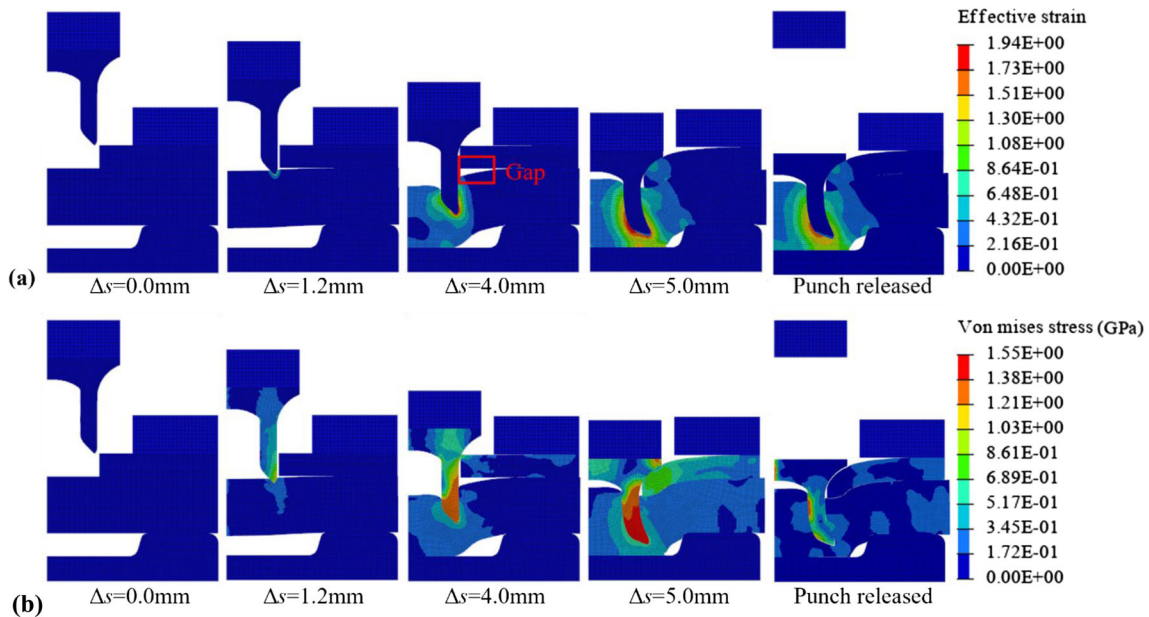 Effective strain
1.94E+00
1.73E+00
1.51E+00
1.30E+00
1.08E+00
8.64E-01
6.48E-01
4.32E-01
2.16E-01
0.00E+00
Gap
(a)
Δs=0.0mm
Δs=1.2mm
Δs=4.0mm
Δs=5.0mm
Punch released
Von mises stress (GPa)
1.55E+00
1.38E+00
1.21E+00
1.03E+00
8.61E-01
6.89E-01
5.17E-01
3.45E-01
1.72E-01
0.00E+00
(b)
Δs=0.0mm
Δs=1.2mm
Δs=4.0mm
Δs=5.0mm
Punch released